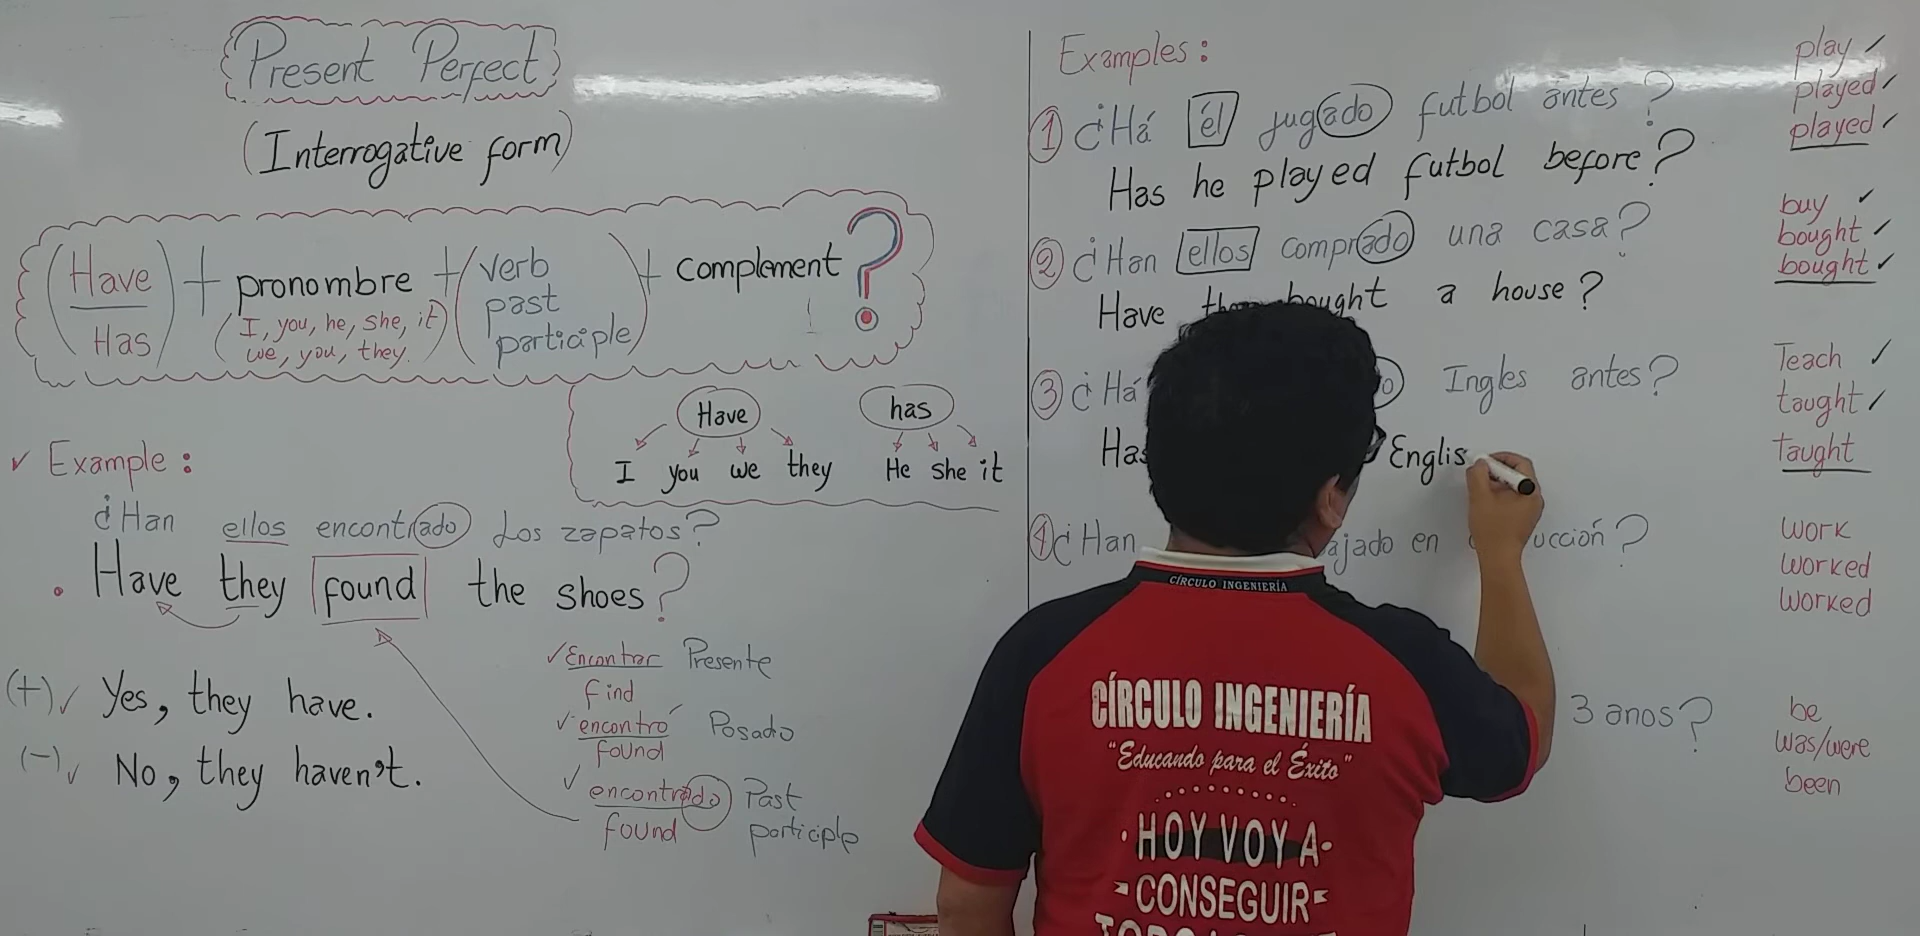 Present Perfect
(Interrogative form)
(Have / Has) + pronombre + (verb past participle) + complement?
(I, you, he, she, it
we, you, they.)
Have
has
I you we they
He she it
✓ Example:
¿Han ellos encontrado Los zapatos?
• Have they found the shoes?
(+)✓ Yes, they have.
(-)✓ No, they haven't.
✓ Encontrar Presente
find
✓ encontró Pasado
found
✓ encontrado Past
found participle
Examples:
① ¿Há él jugado futbol antes?
Has he played futbol before?
② ¿Han ellos comprado una casa?
Have bought a house?
③ ¿Há Ingles antes?
Has Englis
④ ¿Han en
3 anos?
play ✓
played ✓
played ✓
buy ✓
bought ✓
bought ✓
Teach ✓
taught ✓
taught
work
worked
worked
be
was/were
been
CÍRCULO INGENIERÍA
CÍRCULO INGENIERÍA
"Educando para el Éxito"
HOY VOY A
CONSEGUIR